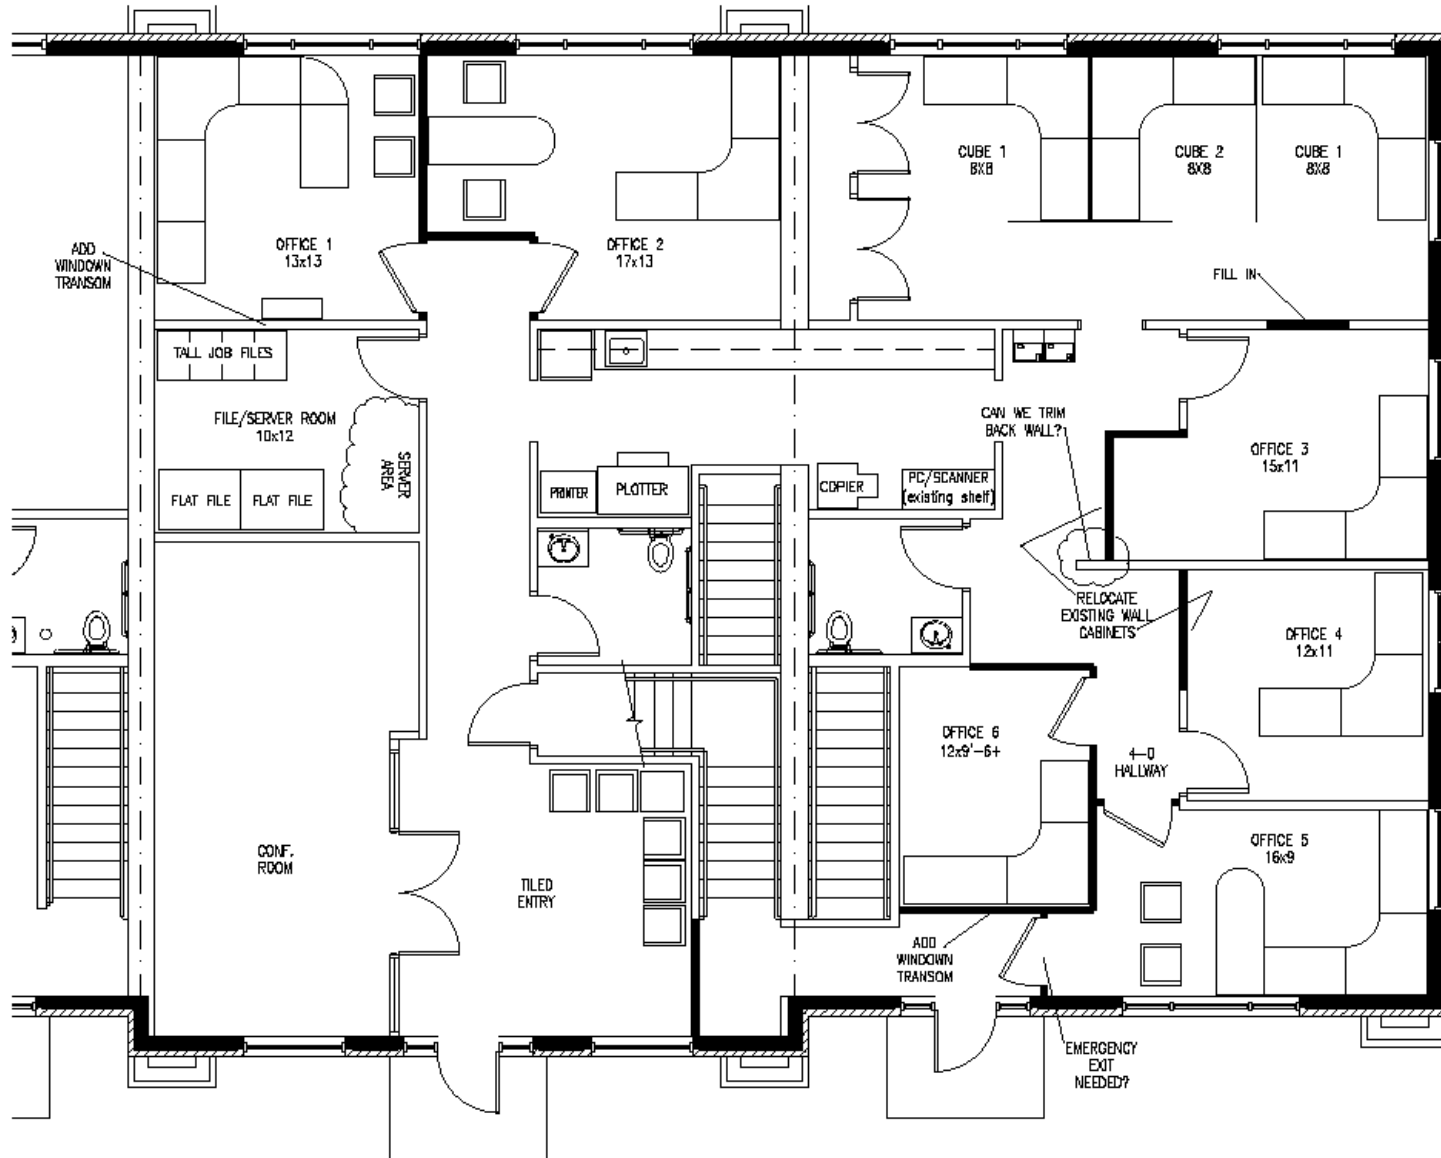 CUBE 1
8X8
CUBE 2
8X8
CUBE 1
8X8
OFFICE 1
13x13
OFFICE 2
17x13
ADD
WINDOWN
TRANSOM
FILL IN
TALL JOB FILES
FILE/SERVER ROOM
10x12
SERVER
AREA
FLAT FILE
FLAT FILE
PRINTER
PLOTTER
COPIER
PC/SCANNER
(existing shelf)
CAN WE TRIM
BACK WALL?
OFFICE 3
15x11
RELOCATE
EXISTING WALL
CABINETS
OFFICE 4
12x11
OFFICE 6
12x9'-6+
4-0
HALLWAY
OFFICE 5
16x9
CONF.
ROOM
TILED
ENTRY
ADD
WINDOWN
TRANSOM
EMERGENCY
EXIT
NEEDED?